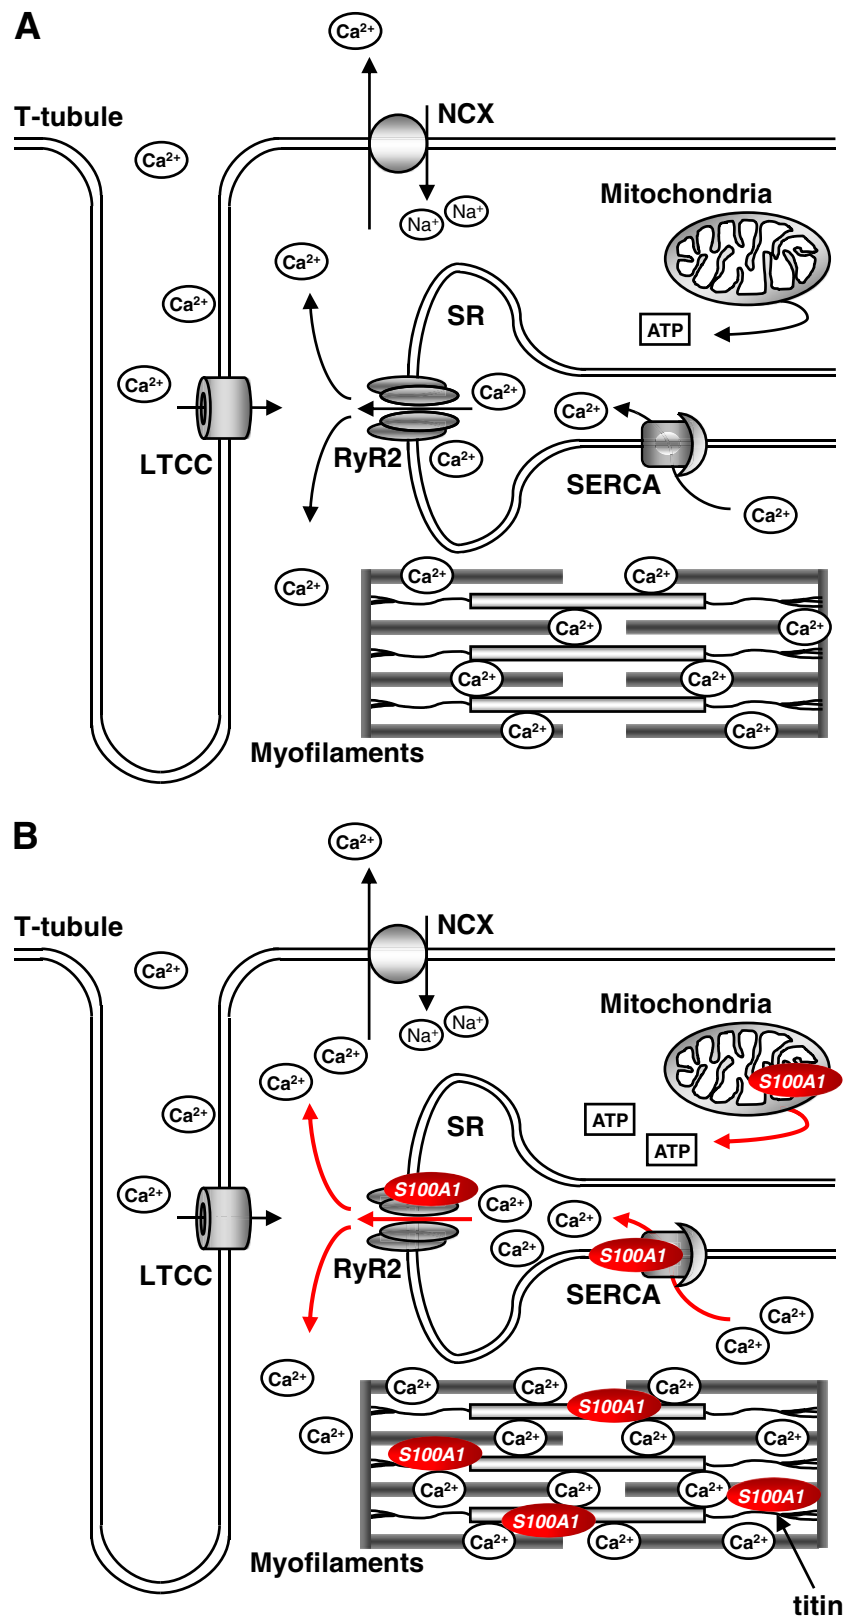 A
Ca²⁺
T-tubule
NCX
Ca²⁺
Mitochondria
Na⁺ Na⁺
Ca²⁺
Ca²⁺
SR
ATP
Ca²⁺
Ca²⁺
Ca²⁺
RyR2
Ca²⁺
LTCC
SERCA
Ca²⁺
Ca²⁺
Ca²⁺ Ca²⁺
Ca²⁺ Ca²⁺
Ca²⁺ Ca²⁺
Ca²⁺ Ca²⁺
Myofilaments
B
Ca²⁺
T-tubule
NCX
Ca²⁺
Mitochondria
Na⁺ Na⁺
Ca²⁺
Ca²⁺
S100A1
Ca²⁺
ATP
SR
ATP
Ca²⁺
S100A1
Ca²⁺
Ca²⁺
Ca²⁺
S100A1
RyR2
LTCC
SERCA
Ca²⁺
Ca²⁺
Ca²⁺
Ca²⁺ Ca²⁺ Ca²⁺
S100A1
Ca²⁺
Ca²⁺ Ca²⁺ Ca²⁺
S100A1
Ca²⁺ Ca²⁺ Ca²⁺ S100A1
S100A1
Ca²⁺ Ca²⁺ Ca²⁺
Myofilaments
titin